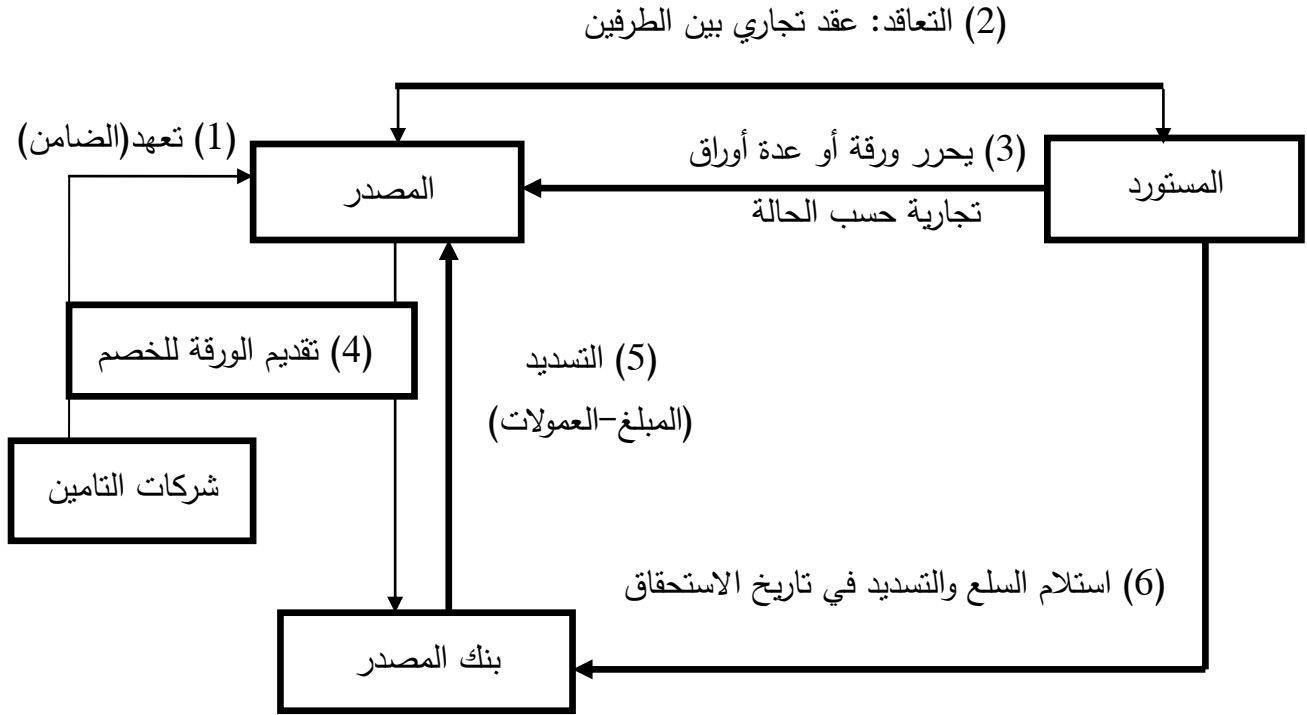 (2) التعاقد: عقد تجاري بين الطرفين
(1) تعهد(الضامن)
(3) يحرر ورقة أو عدة أوراق
المستورد
المصدر
تجارية حسب الحالة
(4) تقديم الورقة للخصم
(5) التسديد
(المبلغ-العمولات)
شركات التامين
(6) استلام السلع والتسديد في تاريخ الاستحقاق
بنك المصدر